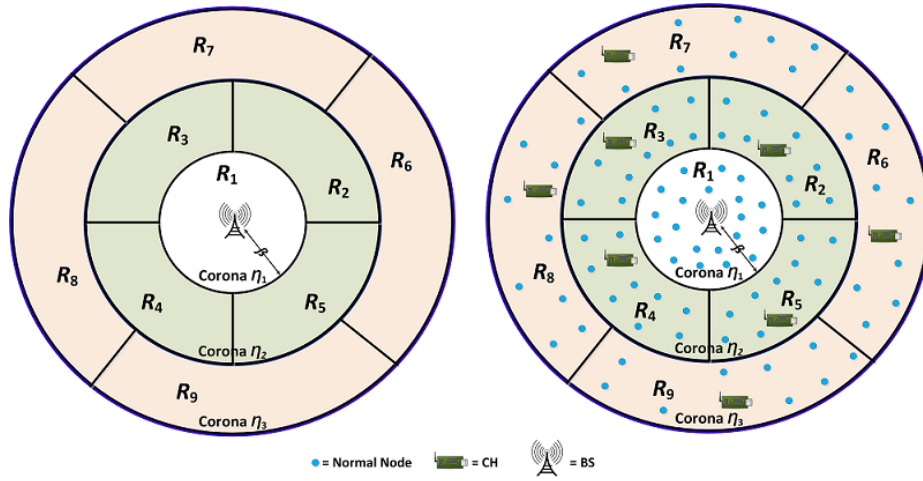 R7
R3
R1
R2
R6
R8
β
Corona η1
R4
R5
Corona η2
R9
Corona η3
R7
R3
R1
R2
R6
R8
β
Corona η1
R4
R5
Corona η2
R9
Corona η3
= Normal Node
= CH
= BS